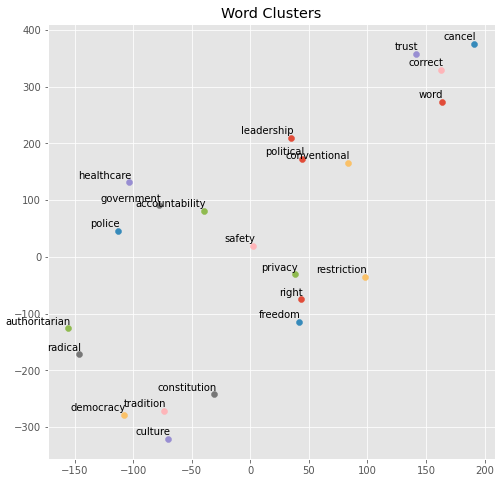 Word Clusters
400
cancel
trust
correct
300
word
leadership
200
political
conventional
healthcare
government
accountability
100
police
safety
0
privacy
restriction
right
freedom
−100
authoritarian
radical
−200
constitution
tradition
democracy
culture
−300
−150 −100 −50 0 50 100 150 200